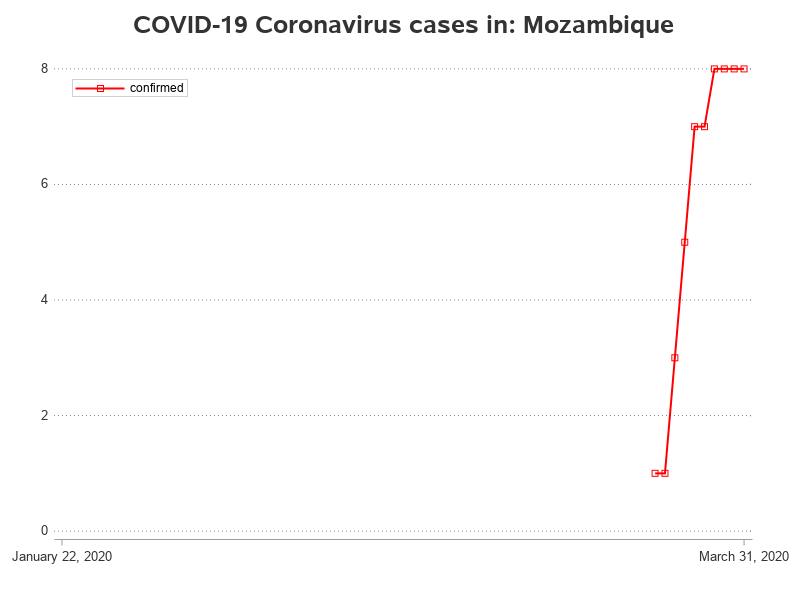 COVID-19 Coronavirus cases in: Mozambique
8
confirmed
6
4
2
0
January 22, 2020
March 31, 2020